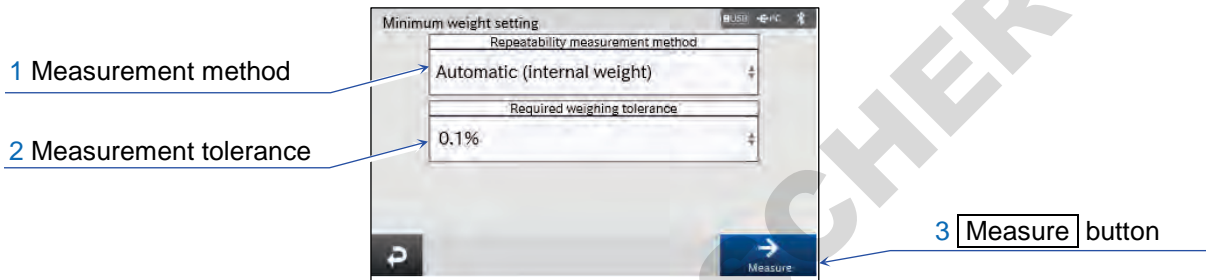 Minimum weight setting
USB
Repeatability measurement method
1 Measurement method
Automatic (internal weight)
Required weighing tolerance
2 Measurement tolerance
0.1%
3 Measure button
Measure
CHER